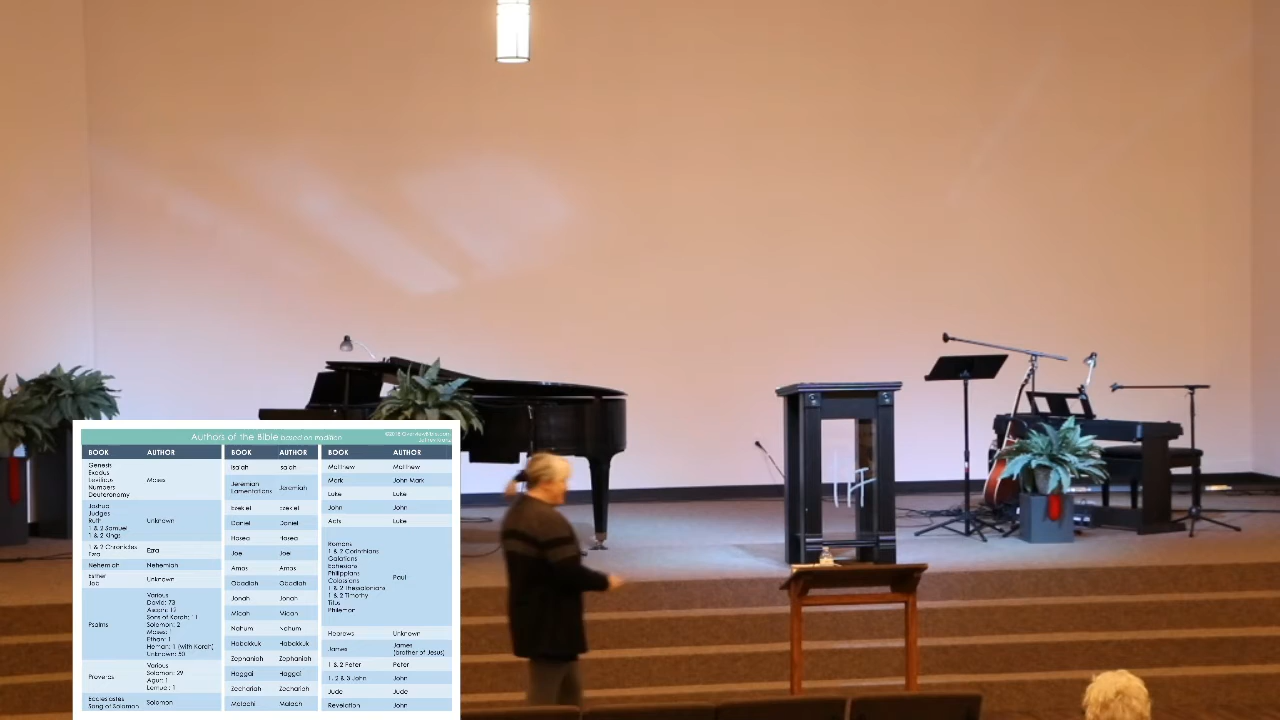 Authors of the Bible based on tradition
©2018 OverviewBible.com
BOOK AUTHOR
Genesis
Exodus
Leviticus
Numbers
Deuteronomy
Moses
Joshua
Judges
Ruth
1 & 2 Samuel
1 & 2 Kings
Unknown
1 & 2 Chronicles
Ezra
Ezra
Nehemiah Nehemiah
Esther
Job
Unknown
Psalms
Various
David: 73
Asaph: 12
Sons of Korah: 11
Solomon: 2
Moses: 1
Ethan: 1
Heman: 1 (with Korah)
Unknown: 50
Proverbs
Various
Solomon: 29
Agur: 1
Lemuel: 1
Ecclesiastes
Song of Solomon
Solomon
BOOK AUTHOR
Isaiah Isaiah
Jeremiah
Lamentations
Jeremiah
Ezekiel Ezekiel
Daniel Daniel
Hosea Hosea
Joel Joel
Amos Amos
Obadiah Obadiah
Jonah Jonah
Micah Micah
Nahum Nahum
Habakkuk Habakkuk
Zephaniah Zephaniah
Haggai Haggai
Zechariah Zechariah
Malachi Malachi
BOOK AUTHOR
Matthew Matthew
Mark John Mark
Luke Luke
John John
Acts Luke
Romans
1 & 2 Corinthians
Galatians
Ephesians
Philippians
Colossians
1 & 2 Thessalonians
1 & 2 Timothy
Titus
Philemon
Paul
Hebrews Unknown
James
James
(brother of Jesus)
1 & 2 Peter Peter
1, 2 & 3 John John
Jude Jude
Revelation John